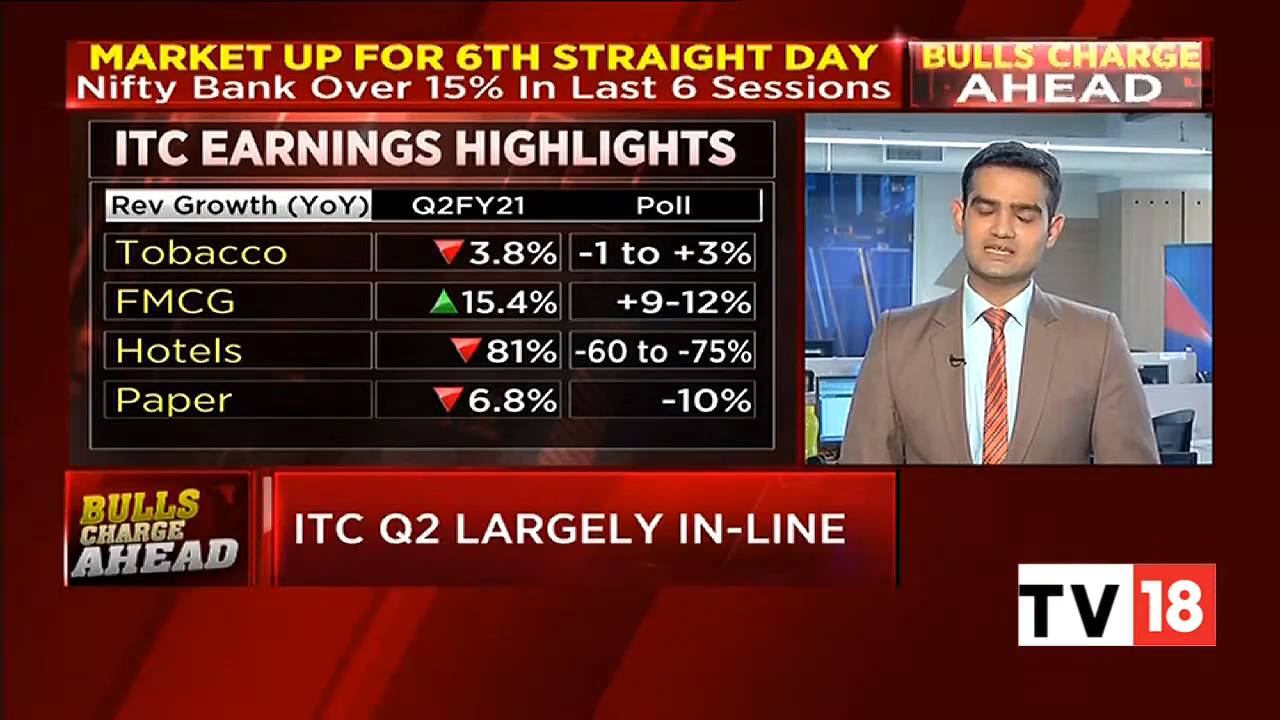 MARKET UP FOR 6TH STRAIGHT DAY
Nifty Bank Over 15% In Last 6 Sessions
BULLS CHARGE
AHEAD
ITC EARNINGS HIGHLIGHTS
Rev Growth (YoY) Q2FY21 Poll
Tobacco 3.8% -1 to +3%
FMCG 15.4% +9-12%
Hotels 81% -60 to -75%
Paper 6.8% -10%
BULLS
CHARGE
AHEAD
ITC Q2 LARGELY IN-LINE
TV18